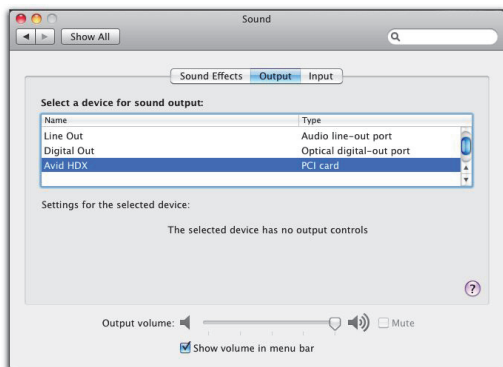 Sound
Show All
Sound Effects Output Input
Select a device for sound output:
Name Type
Line Out Audio line-out port
Digital Out Optical digital-out port
Avid HDX PCI card
Settings for the selected device:
The selected device has no output controls
?
Output volume: Mute
Show volume in menu bar